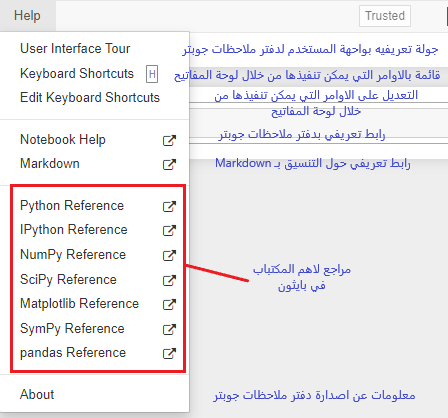 Help
Trusted
User Interface Tour
جولة تعريفيه بواجهة المستخدم لدفتر ملاحظات جوبتر
Keyboard Shortcuts H
قائمة بالاوامر التي يمكن تنفيذها من خلال لوحة المفاتيح
Edit Keyboard Shortcuts
التعديل على الاوامر التي يمكن تنفيذها من
خلال لوحة المفاتيح
Notebook Help
رابط تعريفي بدفتر ملاحظات جوبتر
Markdown
رابط تعريفي حول التنسيق بـ Markdown
Python Reference
IPython Reference
NumPy Reference
SciPy Reference
مراجع لاهم المكتباب
في بايثون
Matplotlib Reference
SymPy Reference
pandas Reference
About
معلومات عن اصدارة دفتر ملاحظات جوبتر